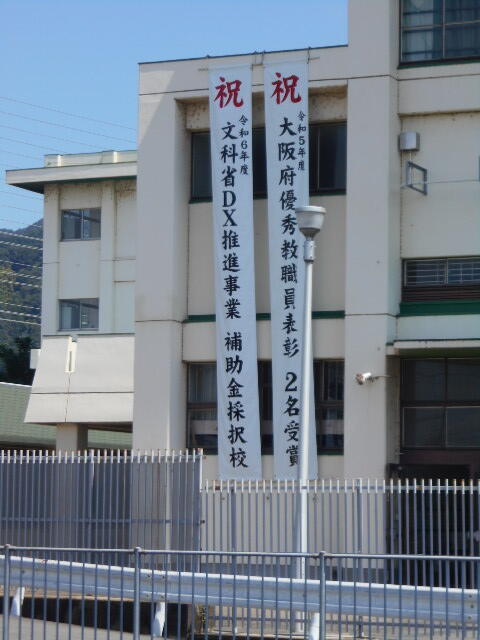 祝
令和5年度
大阪府優秀教職員表彰 2名受賞
祝
令和6年度
文科省DX推進事業 補助金採択校